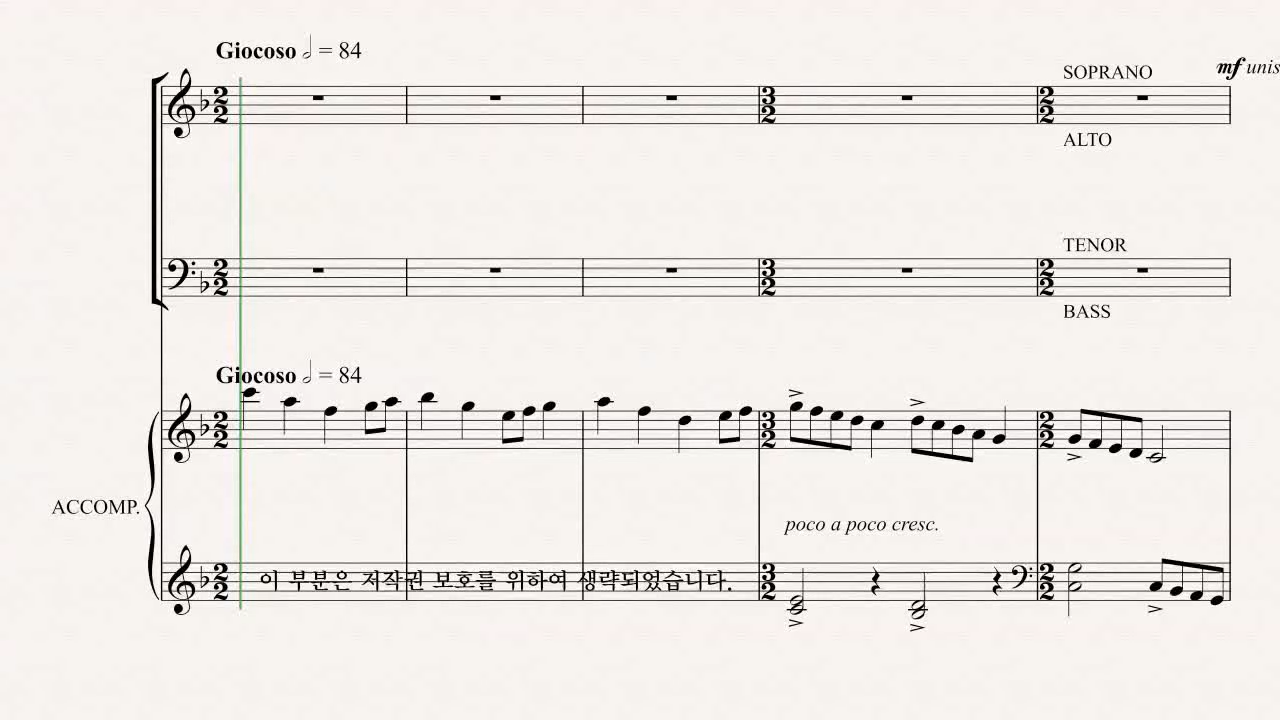 Giocoso 𝅗𝅥 = 84
SOPRANO
mf unis
ALTO
TENOR
BASS
Giocoso 𝅗𝅥 = 84
ACCOMP.
poco a poco cresc.
이 부분은 저작권 보호를 위하여 생략되었습니다.